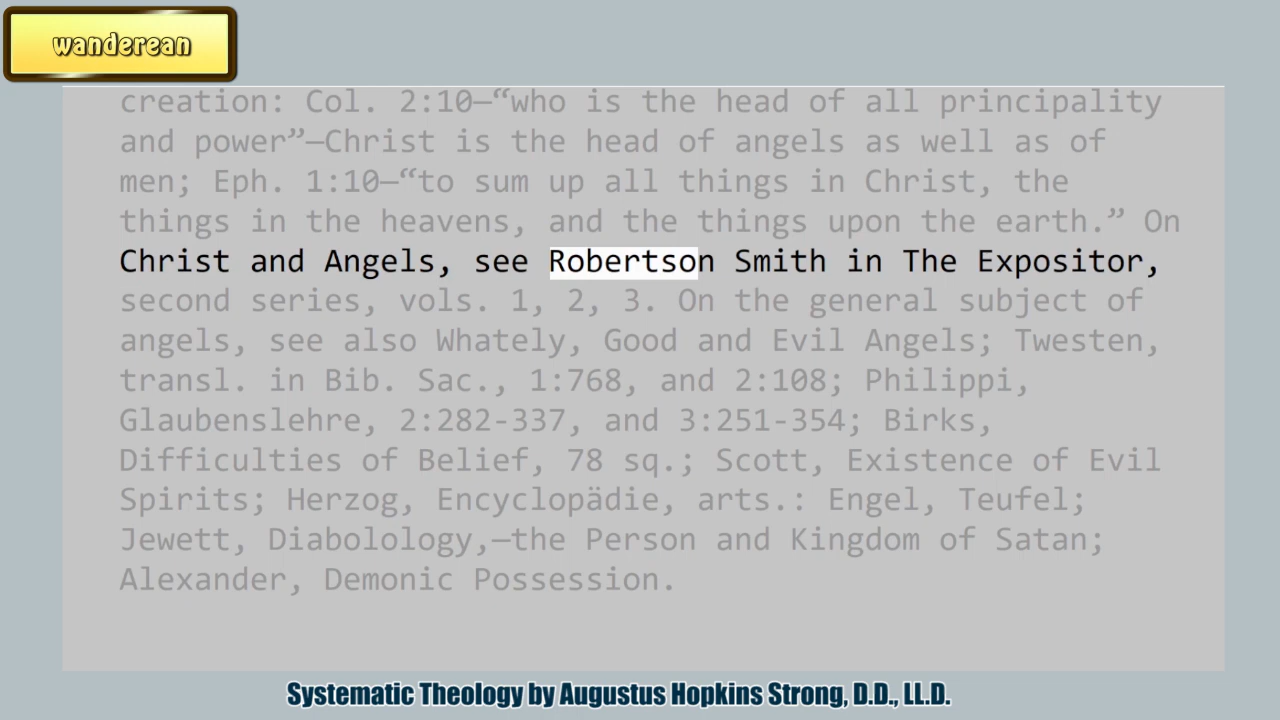 wanderean
creation: Col. 2:10—“who is the head of all principality
and power”—Christ is the head of angels as well as of
men; Eph. 1:10—“to sum up all things in Christ, the
things in the heavens, and the things upon the earth.” On
Christ and Angels, see Robertson Smith in The Expositor,
second series, vols. 1, 2, 3. On the general subject of
angels, see also Whately, Good and Evil Angels; Twesten,
transl. in Bib. Sac., 1:768, and 2:108; Philippi,
Glaubenslehre, 2:282-337, and 3:251-354; Birks,
Difficulties of Belief, 78 sq.; Scott, Existence of Evil
Spirits; Herzog, Encyclopädie, arts.: Engel, Teufel;
Jewett, Diabolology,—the Person and Kingdom of Satan;
Alexander, Demonic Possession.
Systematic Theology by Augustus Hopkins Strong, D.D., LL.D.